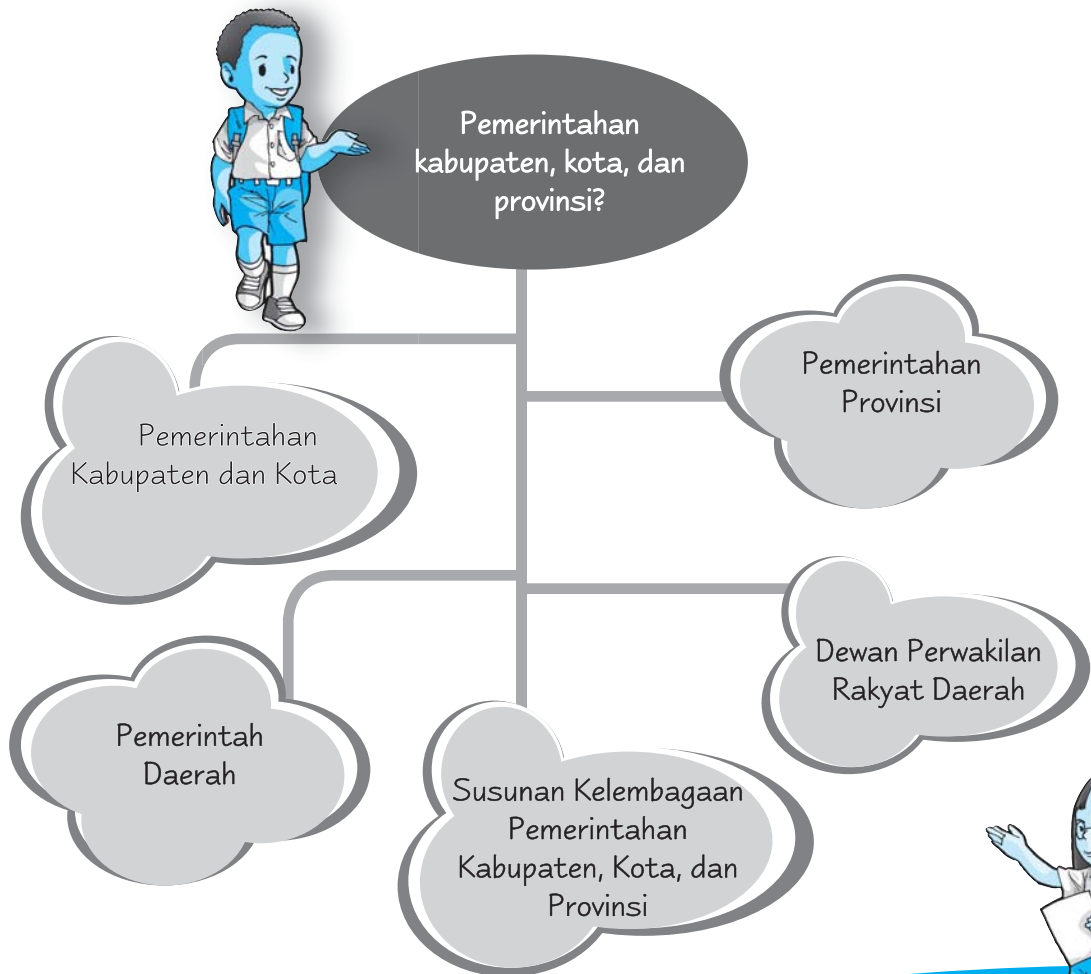 Pemerintahan
kabupaten, kota, dan
provinsi?
Pemerintahan
Kabupaten dan Kota
Pemerintahan
Provinsi
Pemerintah
Daerah
Dewan Perwakilan
Rakyat Daerah
Susunan Kelembagaan
Pemerintahan
Kabupaten, Kota, dan
Provinsi